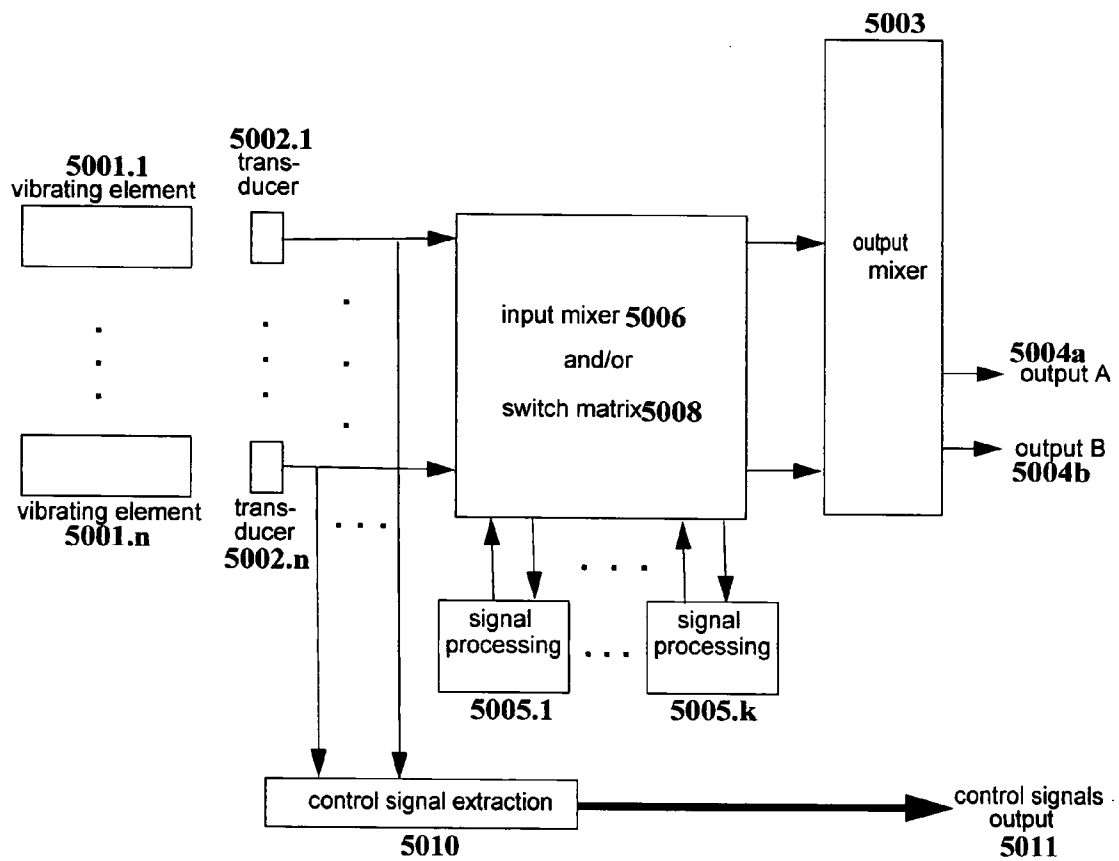 5003
5002.1
trans-
ducer
5001.1
vibrating element
output
mixer
input mixer 5006
and/or
switch matrix 5008
5004a
output A
output B
5004b
vibrating element
5001.n
trans-
ducer
5002.n
signal
processing
5005.1
signal
processing
5005.k
control signal extraction
5010
control signals
output
5011